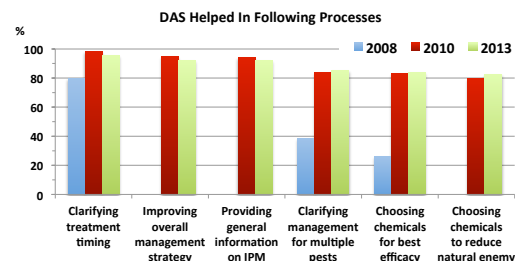 DAS Helped In Following Processes
%
2008 2010 2013
100
80
60
40
20
0
Clarifying treatment timing
Improving overall management strategy
Providing general information on IPM
Clarifying management for multiple pests
Choosing chemicals for best efficacy
Choosing chemicals to reduce natural enemy